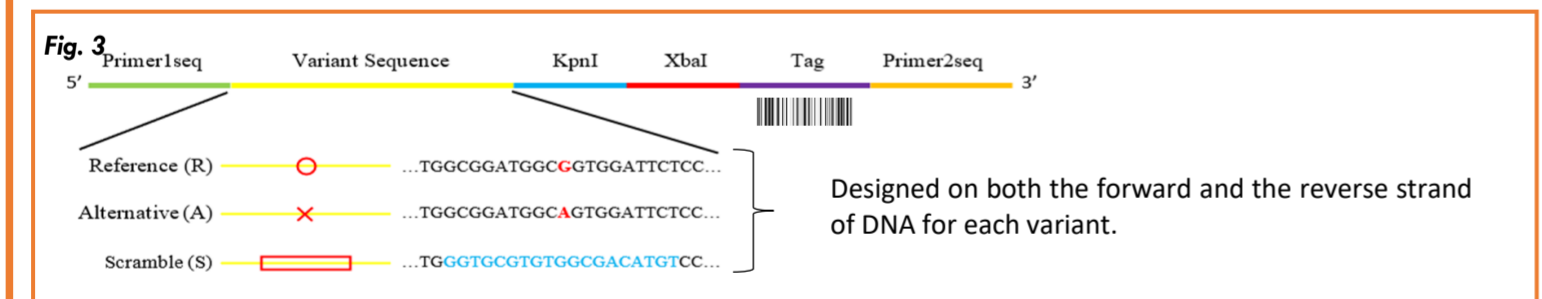 Fig. 3
Primer1seq Variant Sequence KpnI XbaI Tag Primer2seq
5′ 3′
Reference (R) ...TGGCGGATGGCGGTGGATTCTCC...
Alternative (A) ...TGGCGGATGGCAGTGGATTCTCC...
Scramble (S) ...TGGGTGCGTGTGGCGACATGTCC...
Designed on both the forward and the reverse strand
of DNA for each variant.